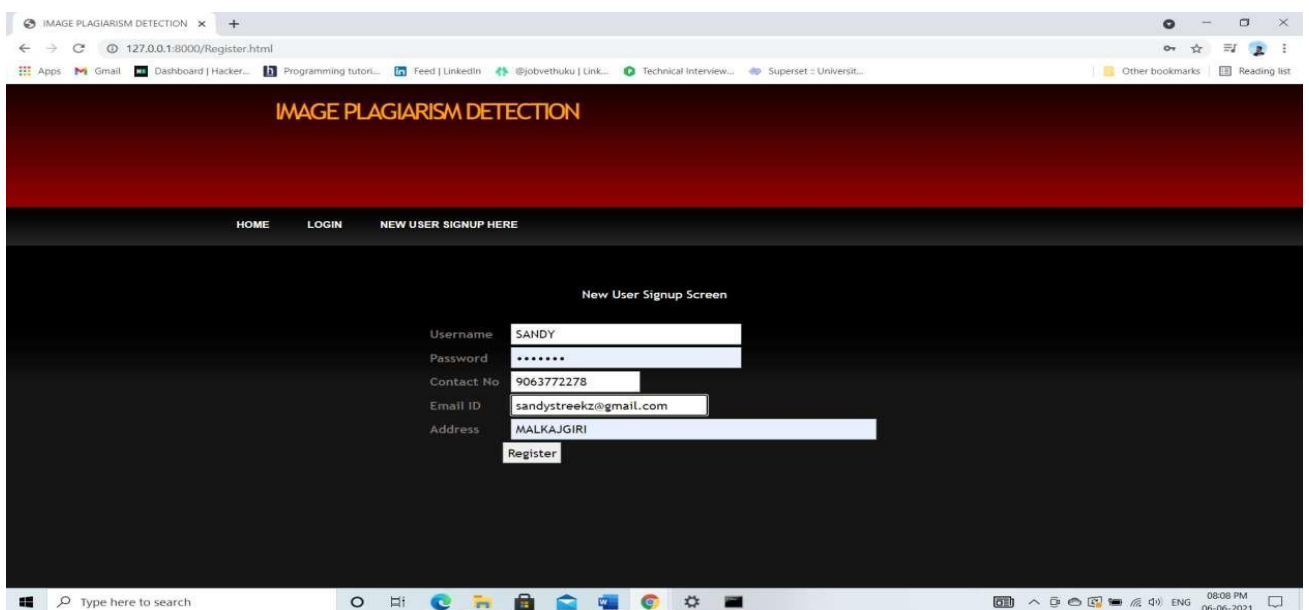 IMAGE PLAGIARISM DETECTION
127.0.0.1:8000/Register.html
Apps Gmail Dashboard | Hacker... Programming tutori... Feed | LinkedIn @jobvethuku | Link... Technical Interview... Superset :: Universit... Other bookmarks Reading list
IMAGE PLAGIARISM DETECTION
HOME LOGIN NEW USER SIGNUP HERE
New User Signup Screen
Username SANDY
Password •••••••
Contact No 9063772278
Email ID sandystreekz@gmail.com
Address MALKAJGIRI
Register
Type here to search ENG 08:08 PM
06-06-2021